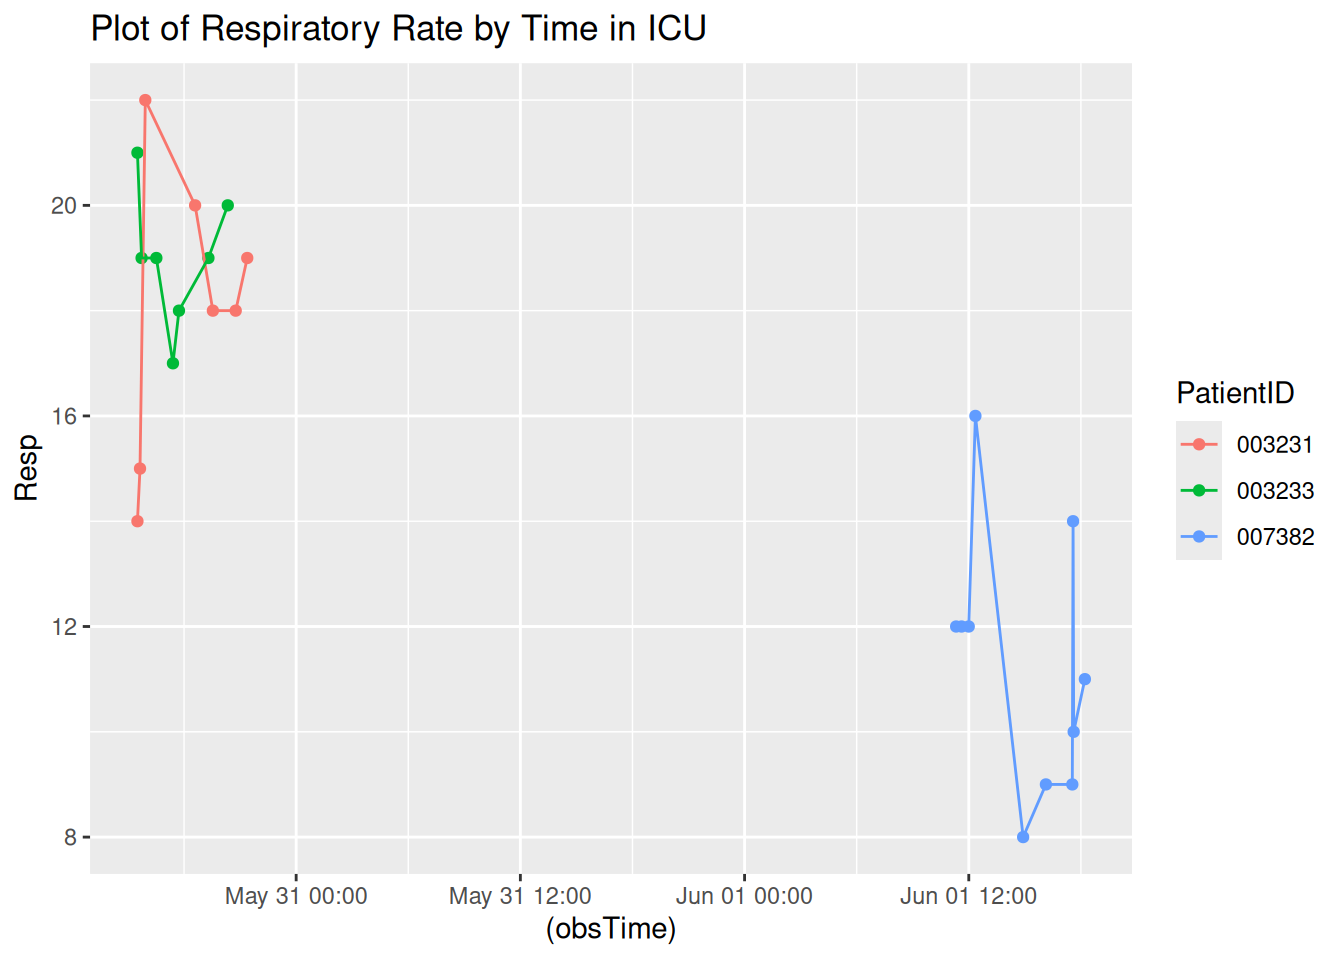 Plot of Respiratory Rate by Time in ICU
Resp
20
16
12
8
May 31 00:00
May 31 12:00
Jun 01 00:00
Jun 01 12:00
(obsTime)
PatientID
003231
003233
007382